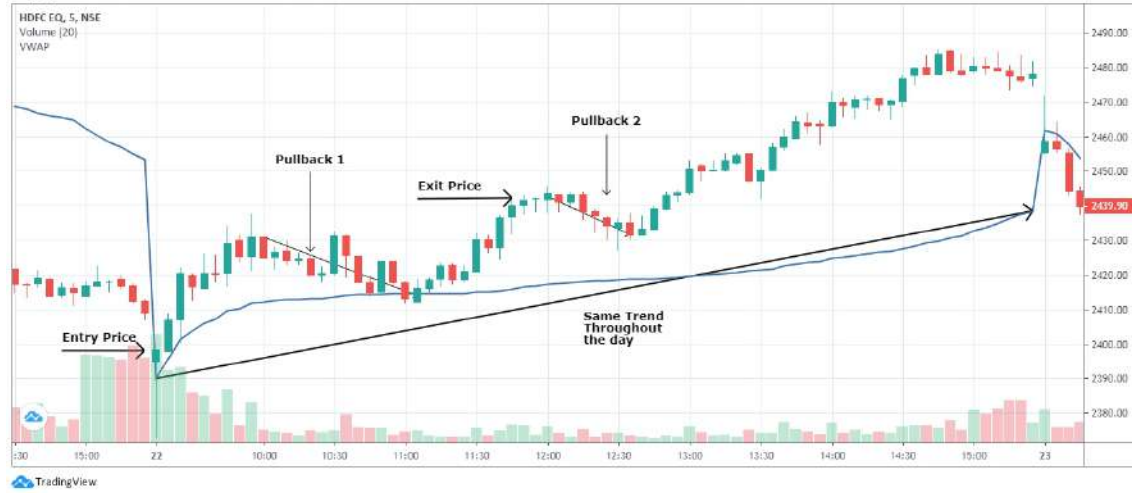 HDFC EQ, 5, NSE
Volume (20)
VWAP
2490.00
2480.00
2470.00
2460.00
2450.00
2439.90
2430.00
2420.00
2410.00
2400.00
2390.00
2380.00
Pullback 1
Pullback 2
Exit Price
Entry Price
Same Trend
Throughout
the day
:30 15:00 22 10:00 10:30 11:00 11:30 12:00 12:30 13:00 13:30 14:00 14:30 15:00 23
TradingView